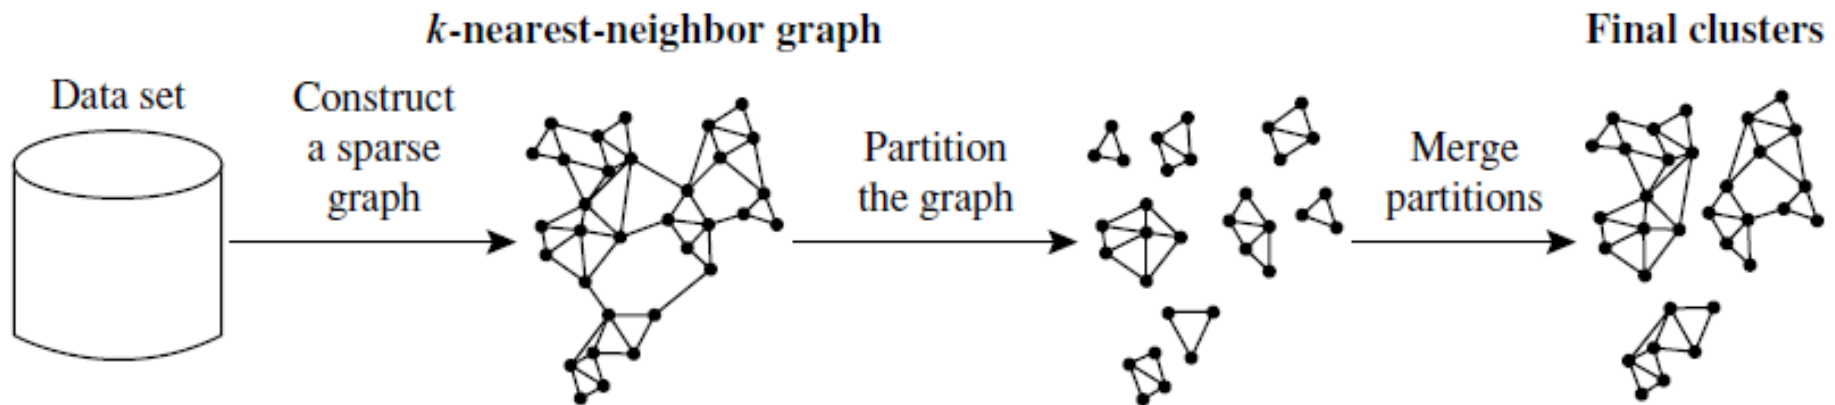 k-nearest-neighbor graph
Final clusters
Data set
Construct
a sparse
graph
Partition
the graph
Merge
partitions